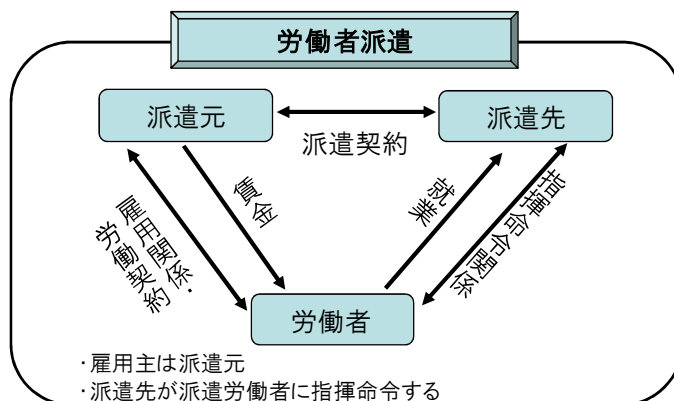 労働者派遣
派遣元
派遣先
派遣契約
雇用関係・
労働契約
賃金
就業
指揮命令関係
労働者
・雇用主は派遣元
・派遣先が派遣労働者に指揮命令する